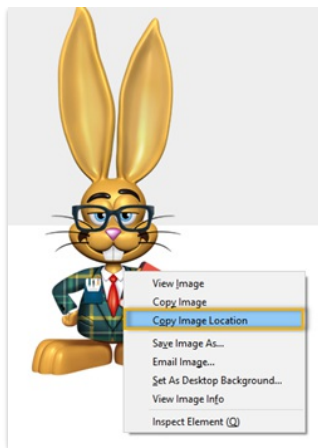 View Image
Copy Image
Copy Image Location
Save Image As...
Email Image...
Set As Desktop Background...
View Image Info
Inspect Element (Q)